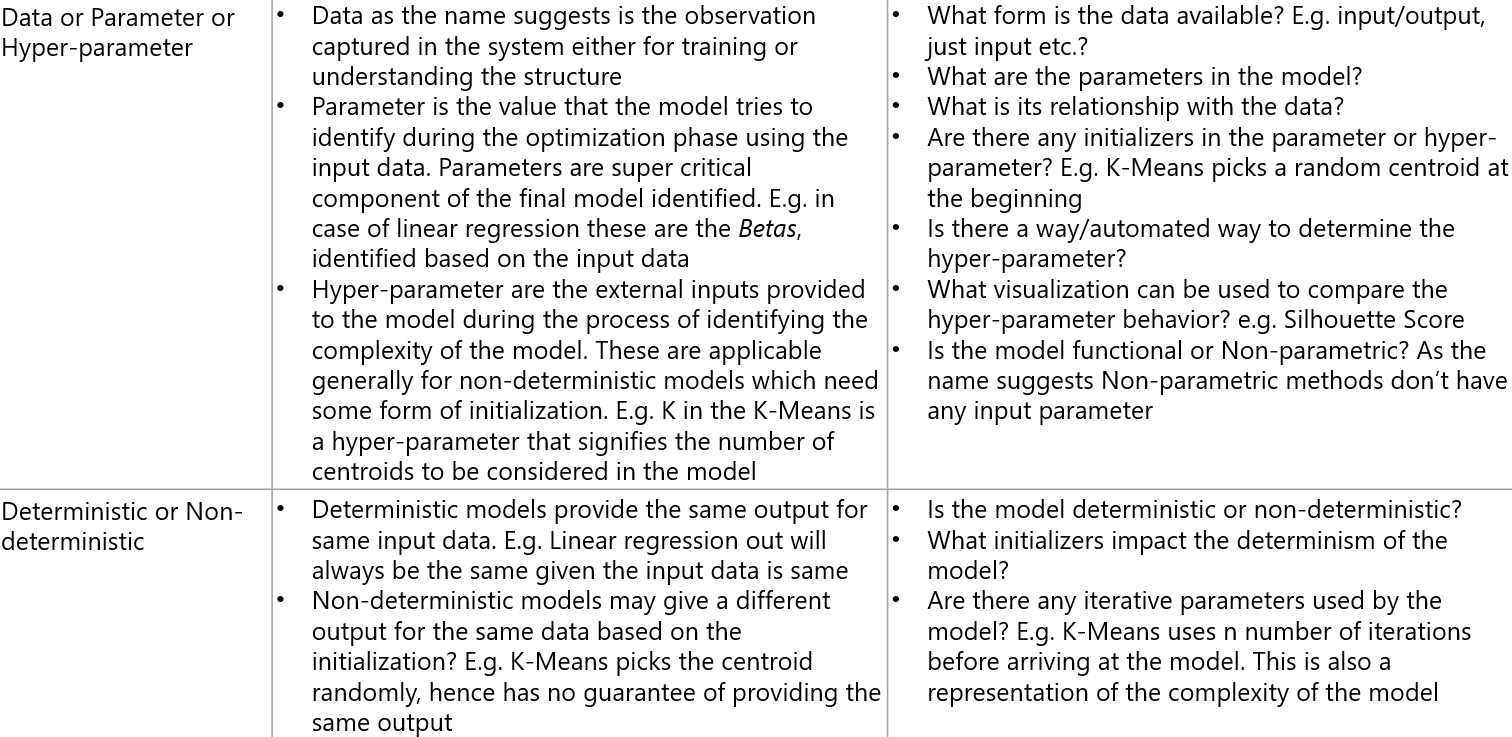 Data or Parameter or
Hyper-parameter
• Data as the name suggests is the observation
captured in the system either for training or
understanding the structure
• Parameter is the value that the model tries to
identify during the optimization phase using the
input data. Parameters are super critical
component of the final model identified. E.g. in
case of linear regression these are the Betas,
identified based on the input data
• Hyper-parameter are the external inputs provided
to the model during the process of identifying the
complexity of the model. These are applicable
generally for non-deterministic models which need
some form of initialization. E.g. K in the K-Means is
a hyper-parameter that signifies the number of
centroids to be considered in the model
• What form is the data available? E.g. input/output,
just input etc.?
• What are the parameters in the model?
• What is its relationship with the data?
• Are there any initializers in the parameter or hyper-
parameter? E.g. K-Means picks a random centroid at
the beginning
• Is there a way/automated way to determine the
hyper-parameter?
• What visualization can be used to compare the
hyper-parameter behavior? e.g. Silhouette Score
• Is the model functional or Non-parametric? As the
name suggests Non-parametric methods don’t have
any input parameter
Deterministic or Non-
deterministic
• Deterministic models provide the same output for
same input data. E.g. Linear regression out will
always be the same given the input data is same
• Non-deterministic models may give a different
output for the same data based on the
initialization? E.g. K-Means picks the centroid
randomly, hence has no guarantee of providing the
same output
• Is the model deterministic or non-deterministic?
• What initializers impact the determinism of the
model?
• Are there any iterative parameters used by the
model? E.g. K-Means uses n number of iterations
before arriving at the model. This is also a
representation of the complexity of the model